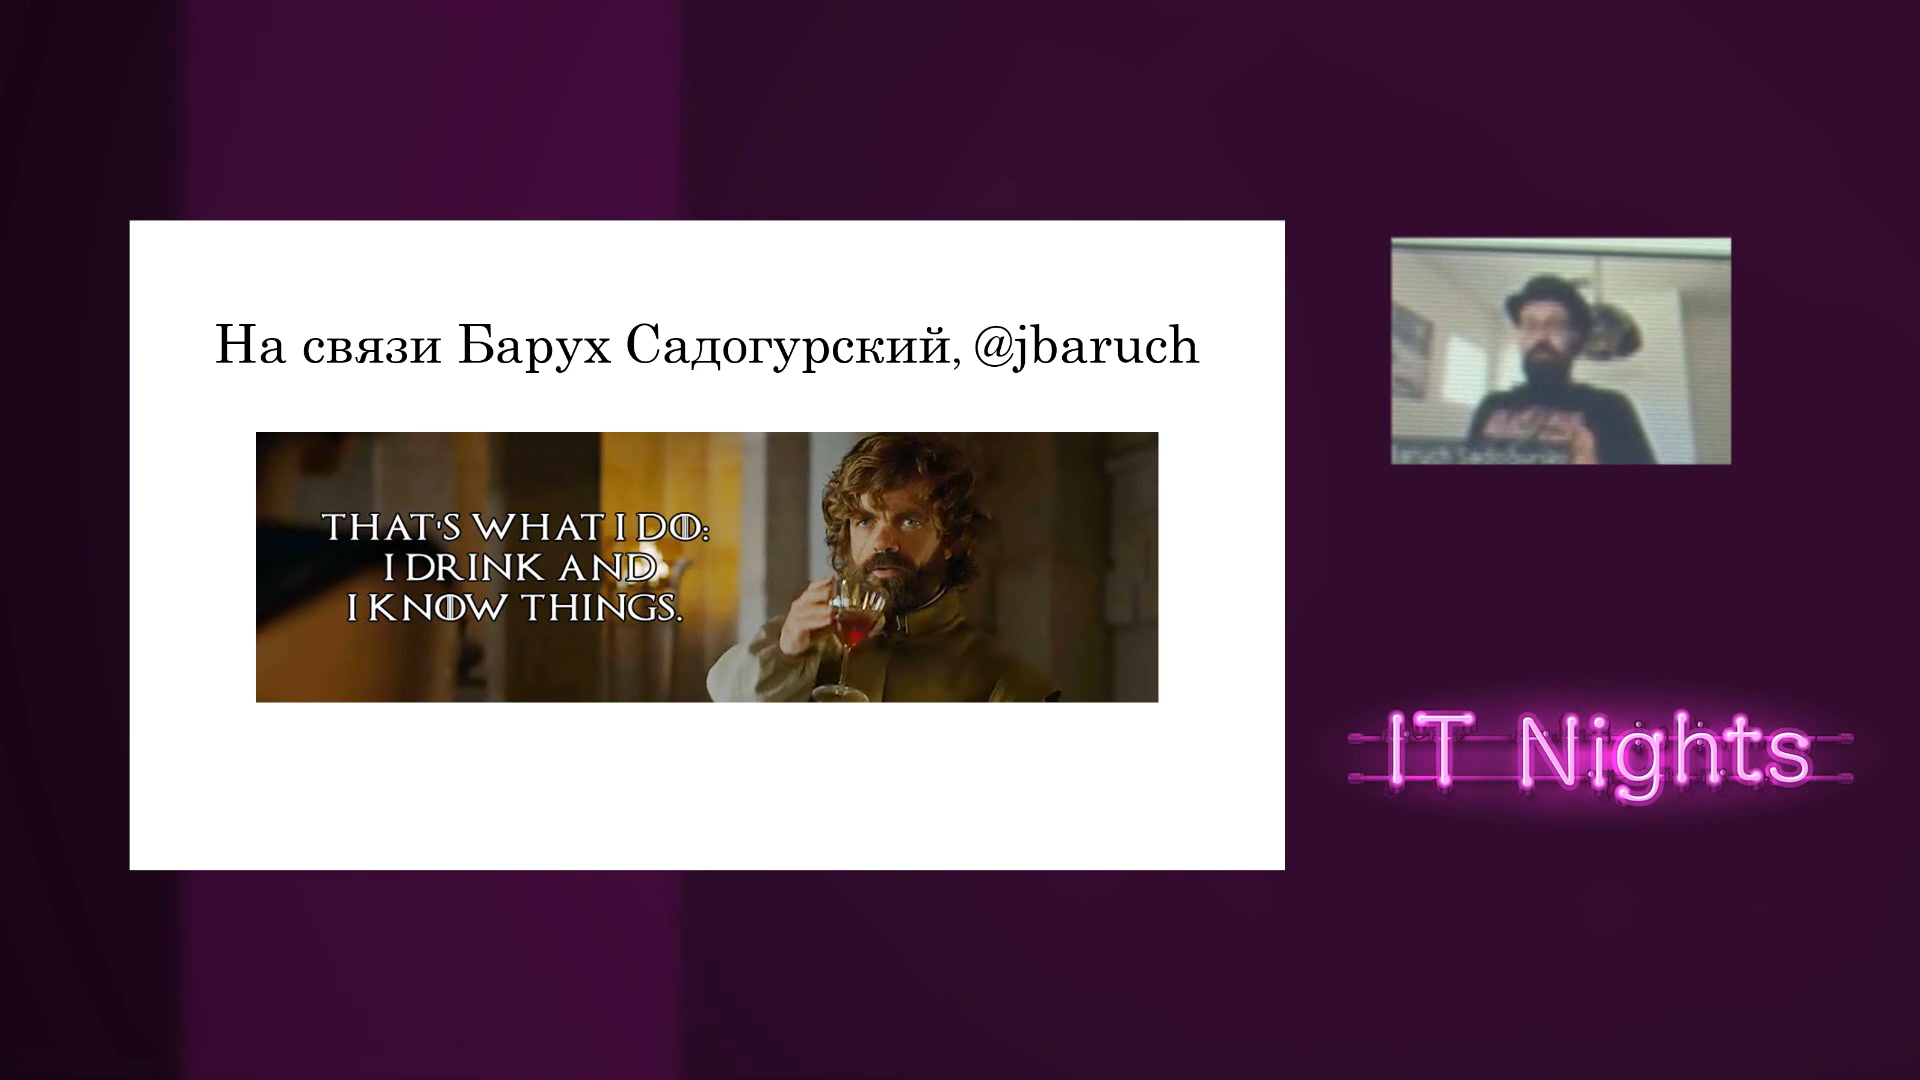 На связи Барух Садогурский, @jbaruch
THAT'S WHAT I DO:
I DRINK AND
I KNOW THINGS.
IT Nights